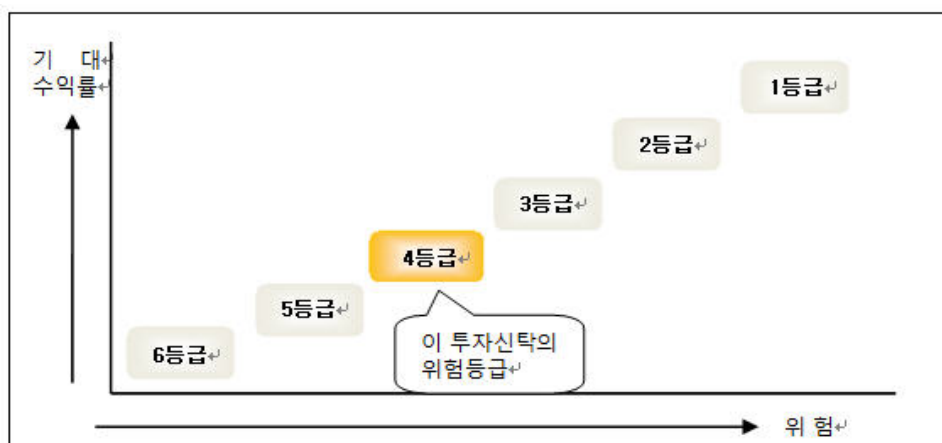 기 대
수익률
1등급
2등급
3등급
4등급
5등급
6등급
이 투자신탁의
위험등급
위 험